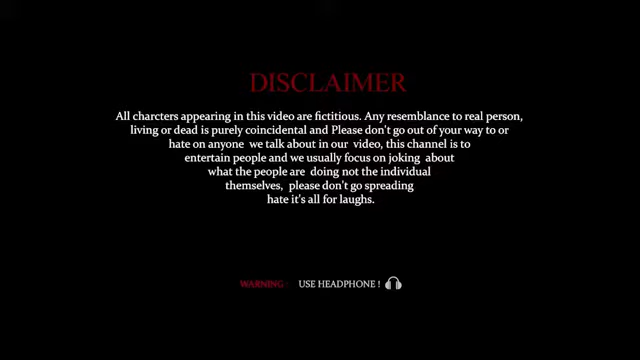 DISCLAIMER
All charcters appearing in this video are fictitious. Any resemblance to real person,
living or dead is purely coincidental and Please don't go out of your way to or
hate on anyone we talk about in our video, this channel is to
entertain people and we usually focus on joking about
what the people are doing not the individual
themselves, please don't go spreading
hate it's all for laughs.
WARNING : USE HEADPHONE !